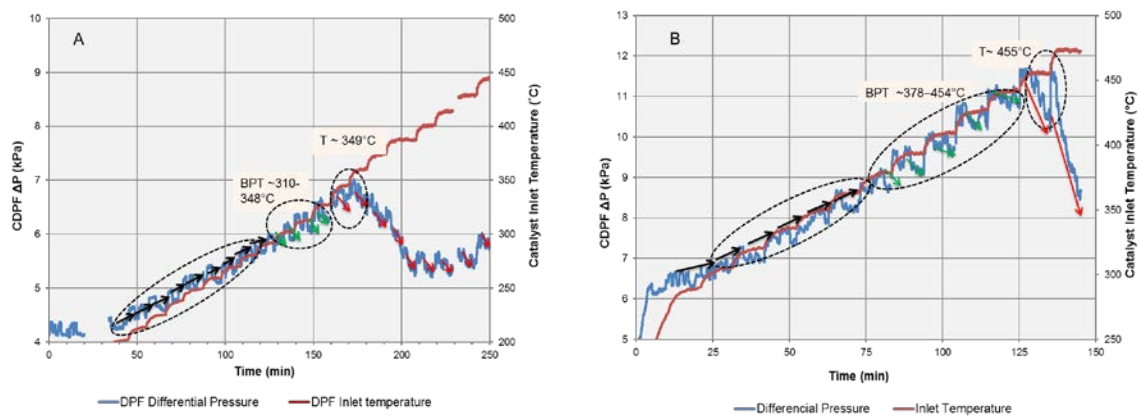 A
10
9
8
7
6
5
4
CDPF ΔP (kPa)
500
450
400
350
300
250
200
Catalyst Inlet Temperature (˚C)
T ~ 349°C
BPT ~310-
348°C
0
50
100
150
200
250
Time (min)
DPF Differential Pressure
DPF Inlet temperature
B
13
12
11
10
9
8
7
6
5
CDPF ΔP (kPa)
500
450
400
350
300
250
Catalyst Inlet Temperature (°C)
T~ 455°C
BPT ~378–454°C
0
25
50
75
100
125
150
Time (min)
Differencial Pressure
Inlet Temperature